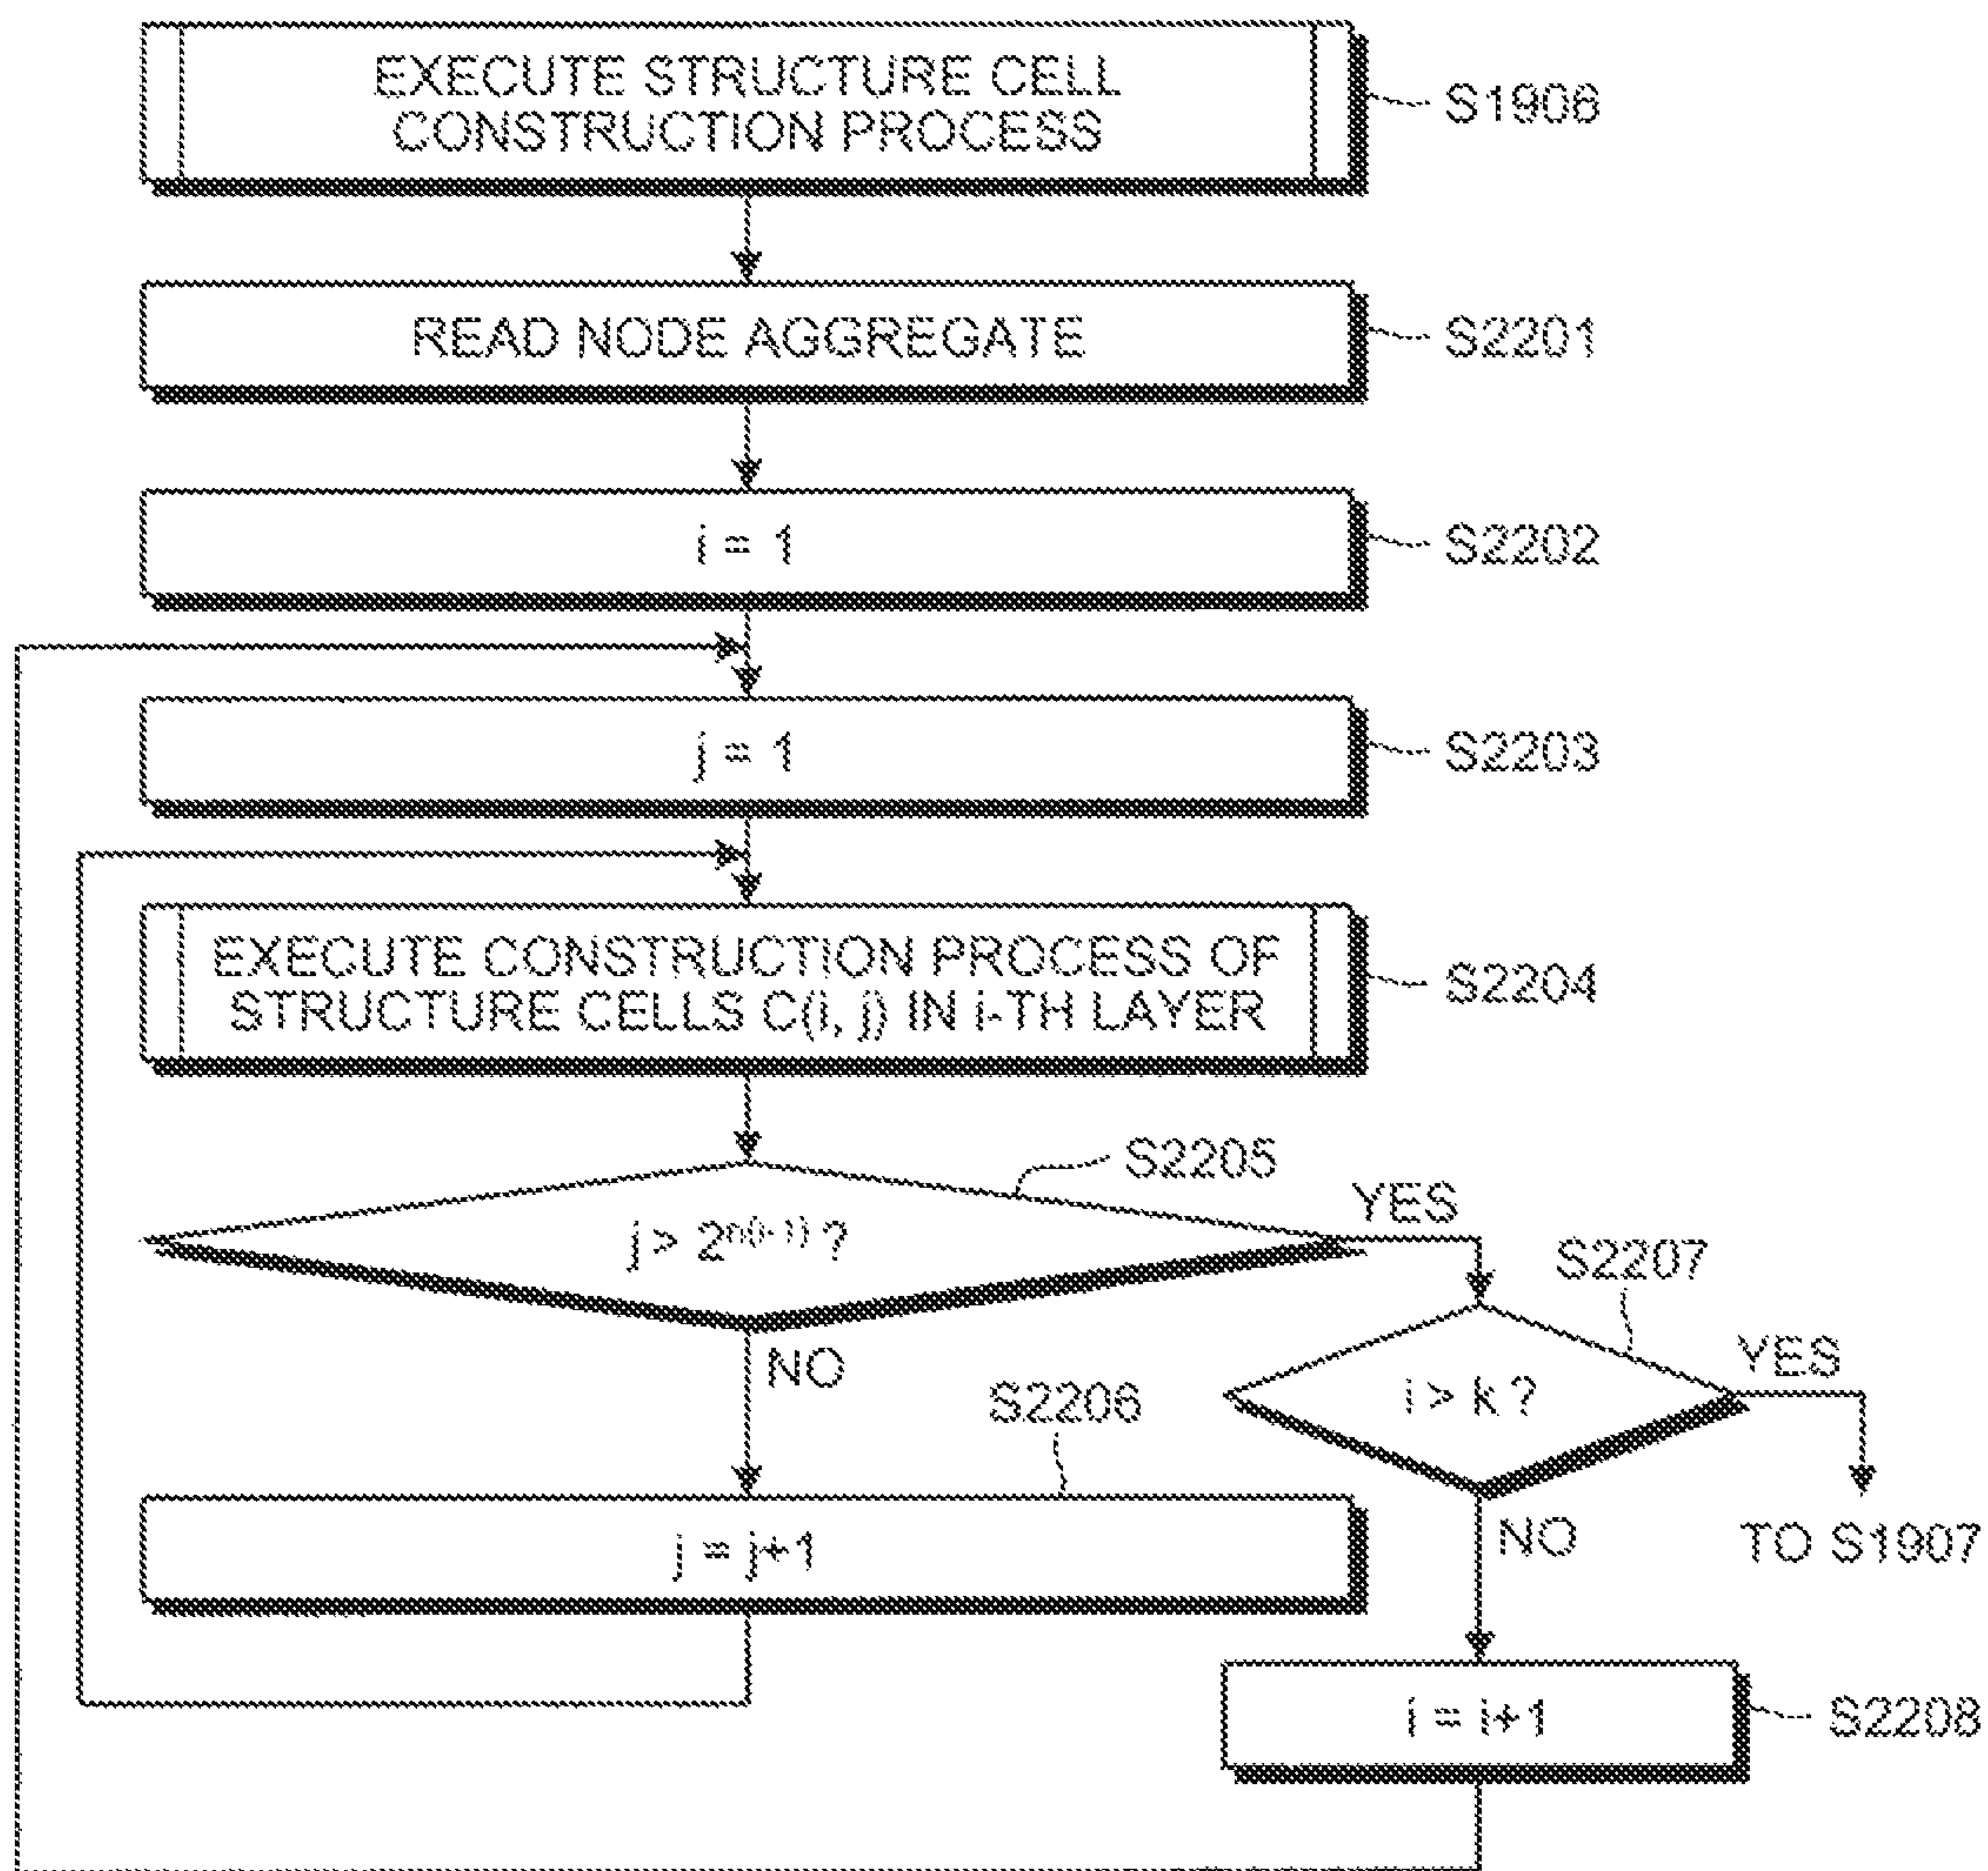 EXECUTE STRUCTURE CELL
CONSTRUCTION PROCESS
S1906
READ NODE AGGREGATE
S2201
i = 1
S2202
j = 1
S2203
EXECUTE CONSTRUCTION PROCESS OF
STRUCTURE CELLS C(i, j) IN i-TH LAYER
S2204
S2205
j > 2ⁿ⁽ⁱ⁻¹⁾ ?
YES
NO
S2207
i > k ?
YES
TO S1907
NO
S2206
j = j+1
i = i+1
S2208